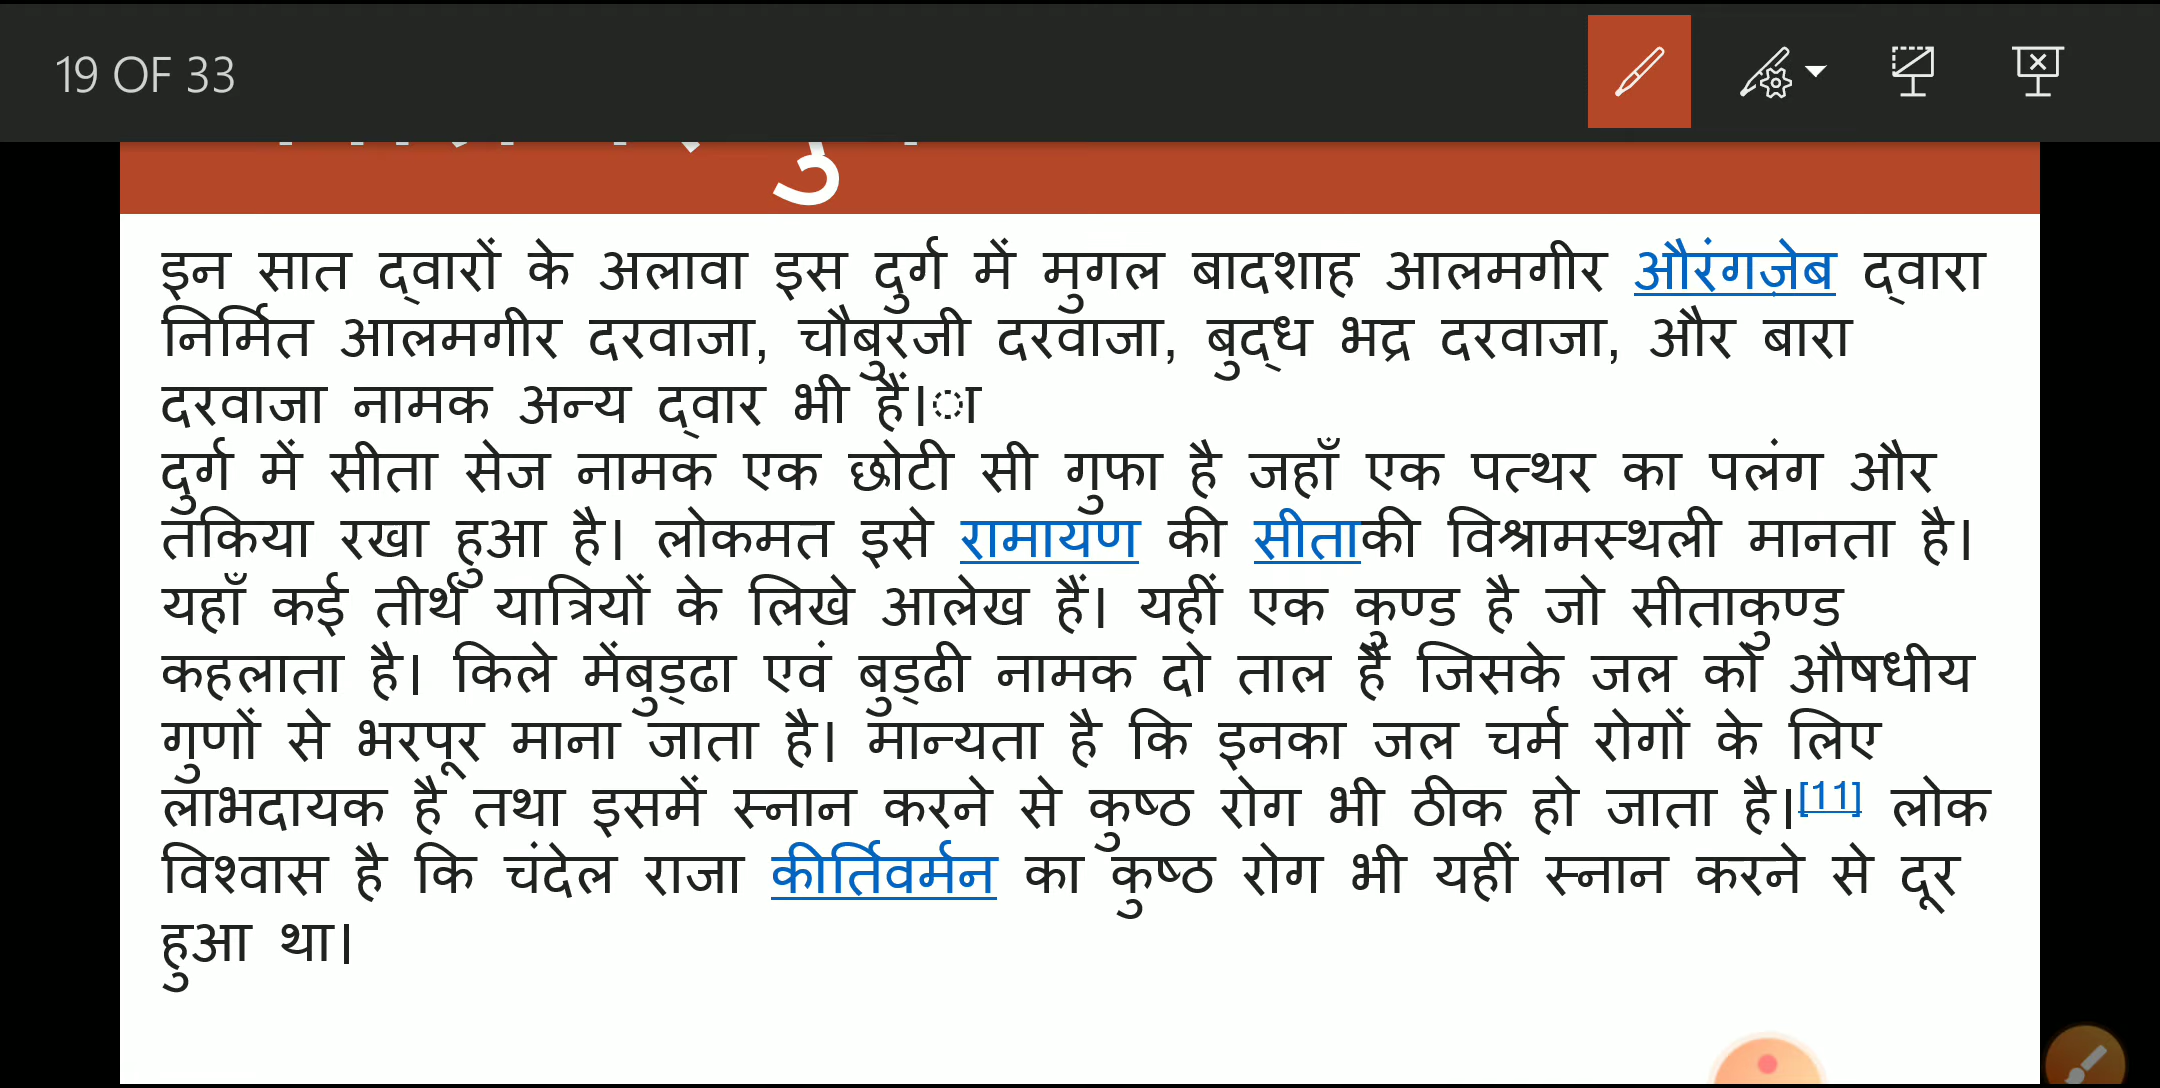 19 OF 33
इन सात द्वारों के अलावा इस दुर्ग में मुगल बादशाह आलमगीर औरंगज़ेब द्वारा
निर्मित आलमगीर दरवाजा, चौबुरजी दरवाजा, बुद्ध भद्र दरवाजा, और बारा
दरवाजा नामक अन्य द्वार भी हैं।ा
दुर्ग में सीता सेज नामक एक छोटी सी गुफा है जहाँ एक पत्थर का पलंग और
तकिया रखा हुआ है। लोकमत इसे रामायण की सीताकी विश्रामस्थली मानता है।
यहाँ कई तीर्थ यात्रियों के लिखे आलेख हैं। यहीं एक कुण्ड है जो सीताकुण्ड
कहलाता है। किले मेंबुड्ढा एवं बुड्ढी नामक दो ताल हैं जिसके जल को औषधीय
गुणों से भरपूर माना जाता है। मान्यता है कि इनका जल चर्म रोगों के लिए
लाभदायक है तथा इसमें स्नान करने से कुष्ठ रोग भी ठीक हो जाता है।[11] लोक
विश्वास है कि चंदेल राजा कीर्तिवर्मन का कुष्ठ रोग भी यहीं स्नान करने से दूर
हुआ था।